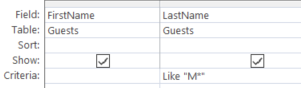 Field: FirstName LastName
Table: Guests Guests
Sort:
Show:
Criteria: Like "M*"